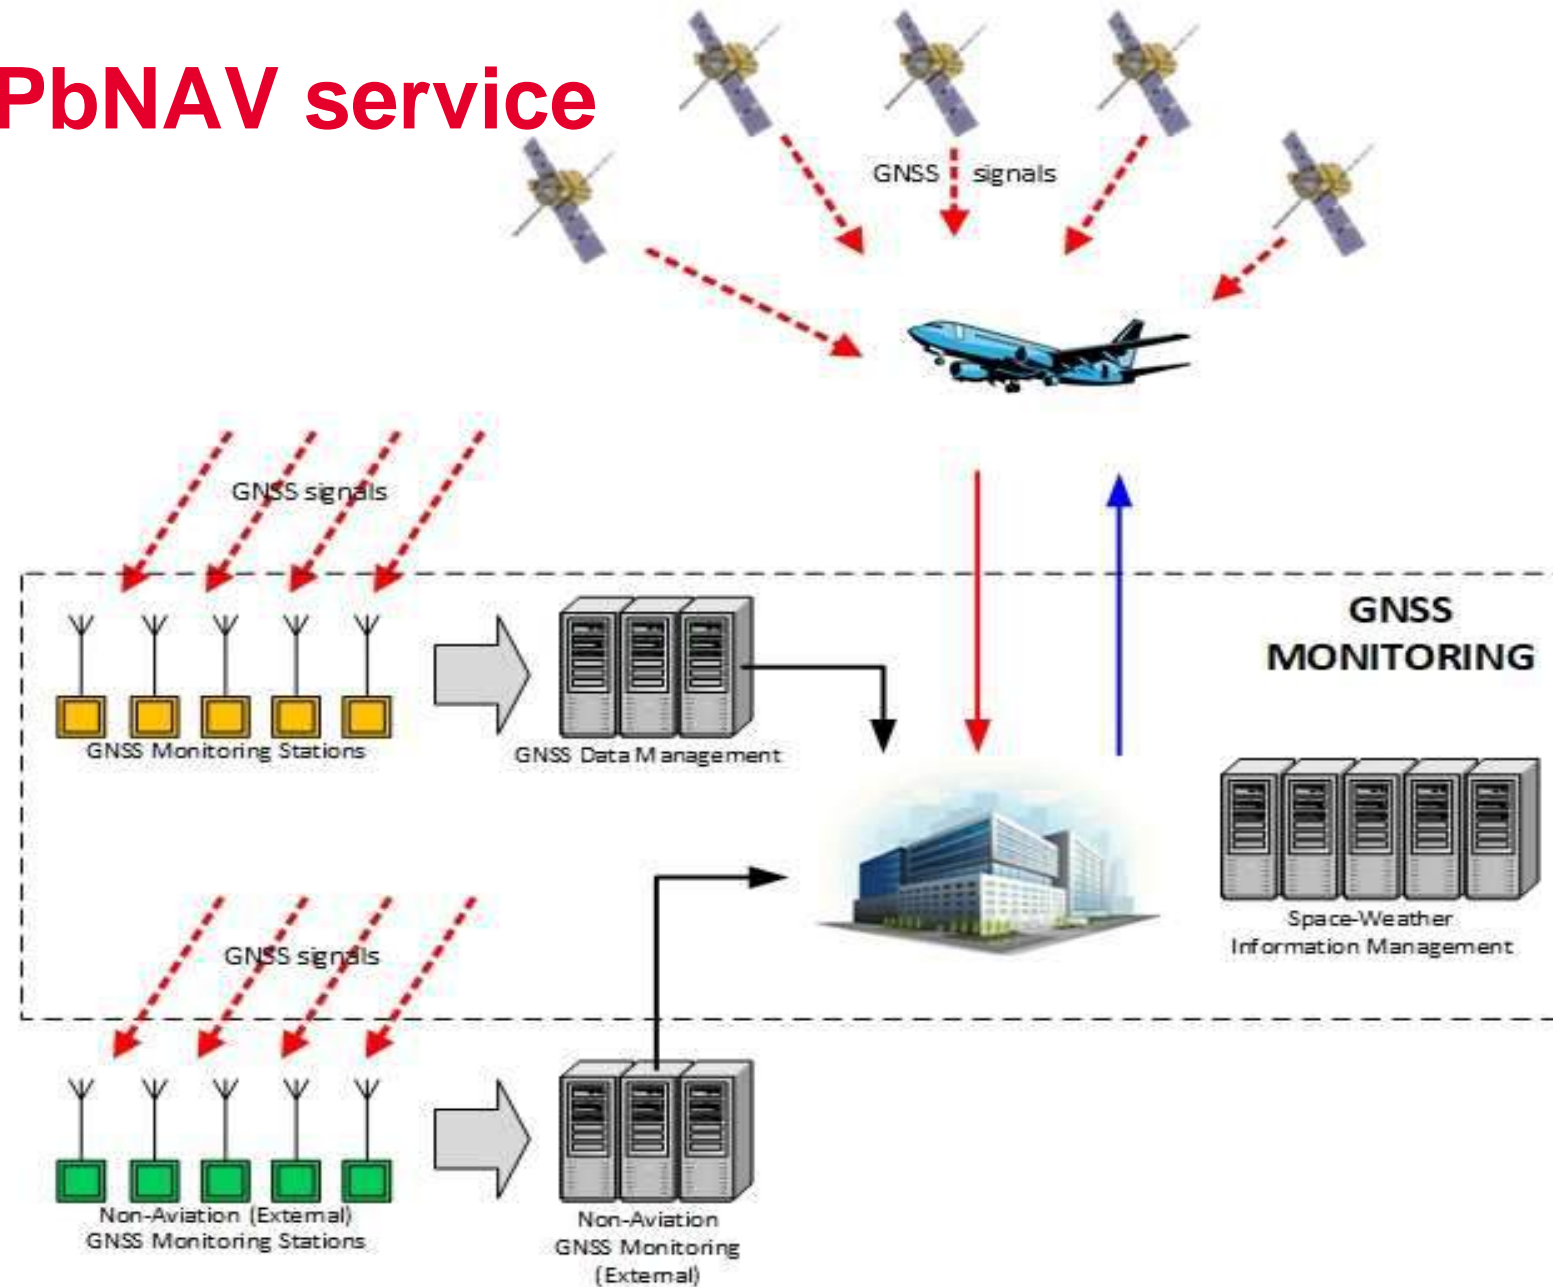 PbNAV service
GNSS signals
GNSS signals
GNSS
MONITORING
GNSS Monitoring Stations
GNSS Data Management
Space-Weather
Information Management
GNSS signals
Non-Aviation (External)
GNSS Monitoring Stations
Non-Aviation
GNSS Monitoring
(External)